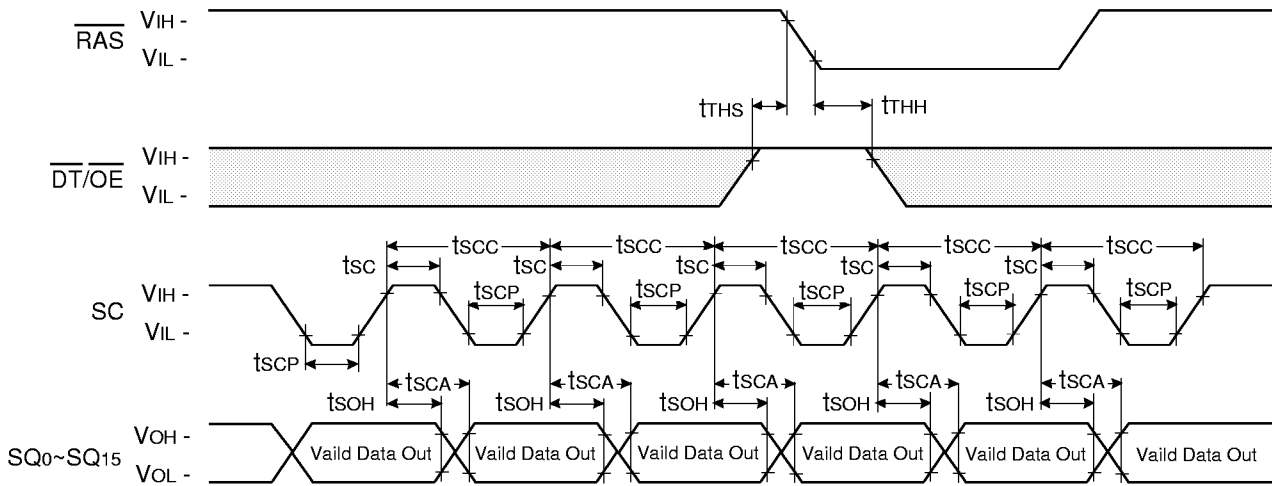 RAS
VIH -
VIL -
tTHS
tTHH
DT/OE
VIH -
VIL -
tSCC tSCC tSCC tSCC tSCC
tSC tSC tSC tSC tSC
SC
VIH -
VIL -
tSCP tSCP tSCP tSCP tSCP
tSCP
tSCA tSCA tSCA tSCA tSCA
tSOH tSOH tSOH tSOH tSOH
SQ0~SQ15
VOH -
VOL -
Vaild Data Out Vaild Data Out Vaild Data Out Vaild Data Out Vaild Data Out Vaild Data Out